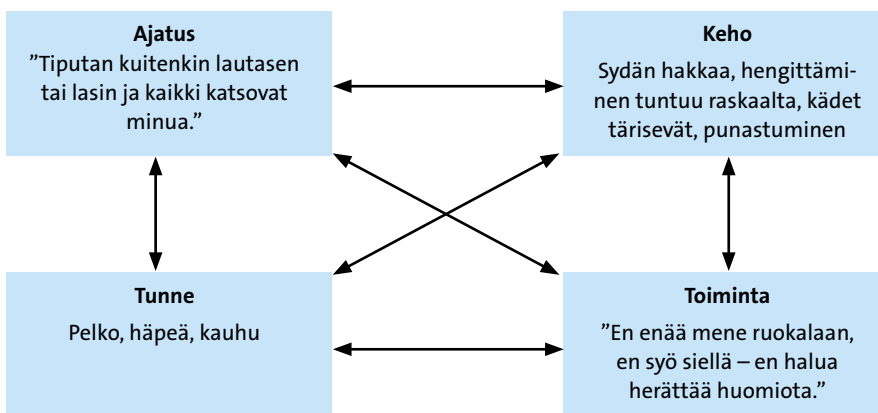 Ajatus
”Tiputan kuitenkin lautasen
tai lasin ja kaikki katsovat
minua.”
Keho
Sydän hakkaa, hengittämi-
nen tuntuu raskaalta, kädet
tärisevät, punastuminen
Tunne
Pelko, häpeä, kauhu
Toiminta
”En enää mene ruokalaan,
en syö siellä – en halua
herättää huomiota.”